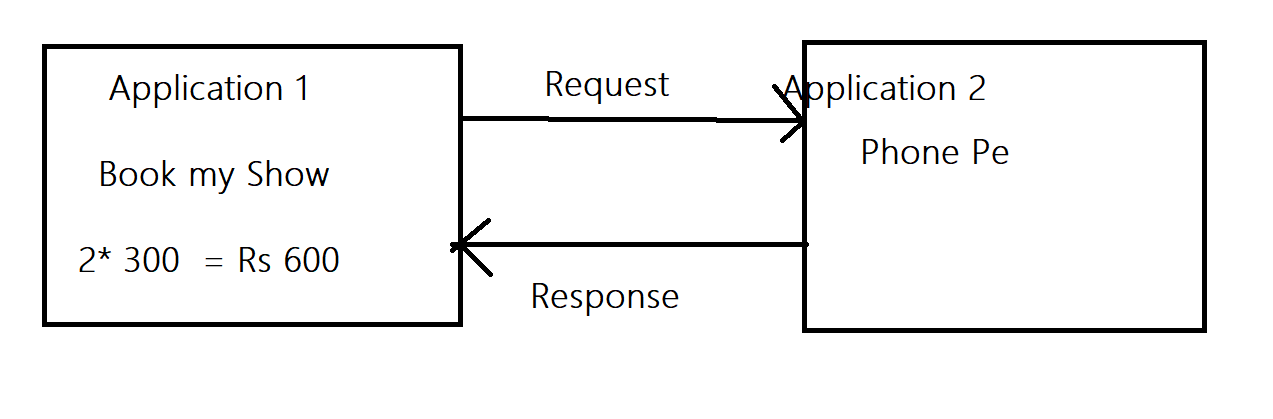 Application 1
Book my Show
2* 300 = Rs 600
Request
Response
Application 2
Phone Pe